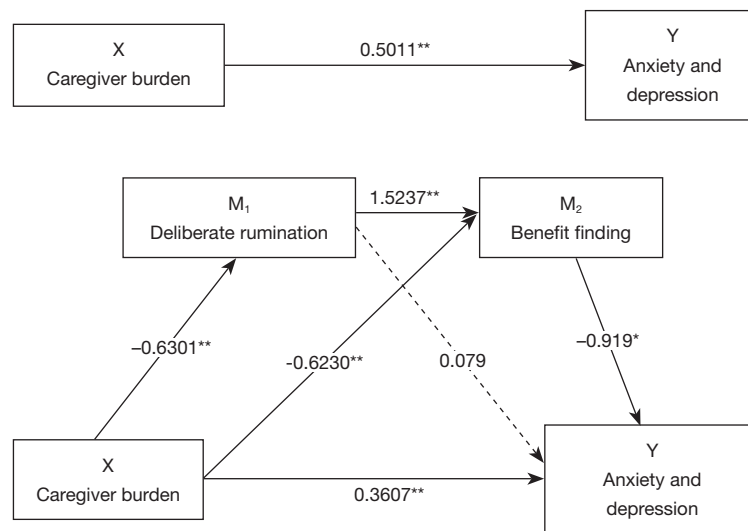 X
Caregiver burden
0.5011**
Y
Anxiety and
depression
M₁
Deliberate rumination
1.5237**
M₂
Benefit finding
–0.6301**
-0.6230**
0.079
–0.919*
X
Caregiver burden
0.3607**
Y
Anxiety and
depression